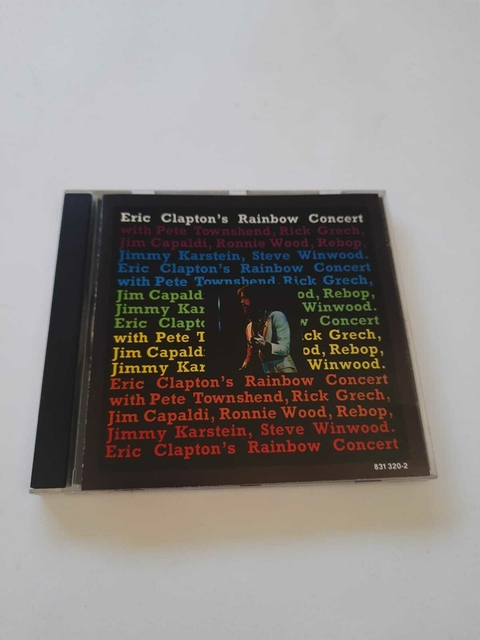 Eric Clapton's Rainbow Concert
with Pete Townshend, Rick Grech,
Jim Capaldi, Ronnie Wood, Rebop,
Jimmy Karstein, Steve Winwood.
Eric Clapton's Rainbow Concert
with Pete Townshend, Rick Grech,
Jim Capald od, Rebop,
Jimmy Kar Winwood.
Eric Clapto Concert
with Pete T ick Grech,
Jim Capald od, Rebop,
Jimmy Kars Winwood.
Eric Clapton's Rainbow Concert
with Pete Townshend, Rick Grech,
Jim Capaldi, Ronnie Wood, Rebop,
Jimmy Karstein, Steve Winwood.
Eric Clapton's Rainbow Concert
831 320-2